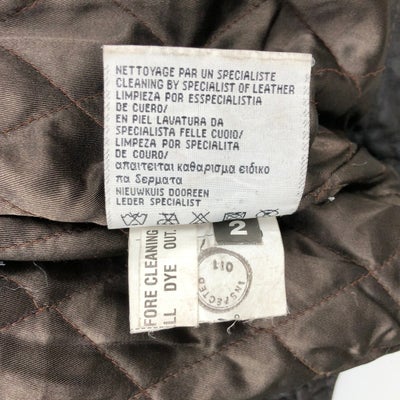 NETTOYAGE PAR UN SPECIALISTE
CLEANING BY SPECIALIST OF LEATHER
LIMPIEZA POR ESSPECIALISTIA
DE CUERO/
EN PIEL LAVATURA DA
SPECIALISTA FELLE CUOIO/
LIMPEZA POR SPECIALITA
DE COURO/
απαιτειται καθαρισμα ειδικο
πα δερματα
NIEUWKUIS DOOREEN
LEDER SPECIALIST
FORE CLEANING
LL DYE OUT.
2
INSPECTED
011